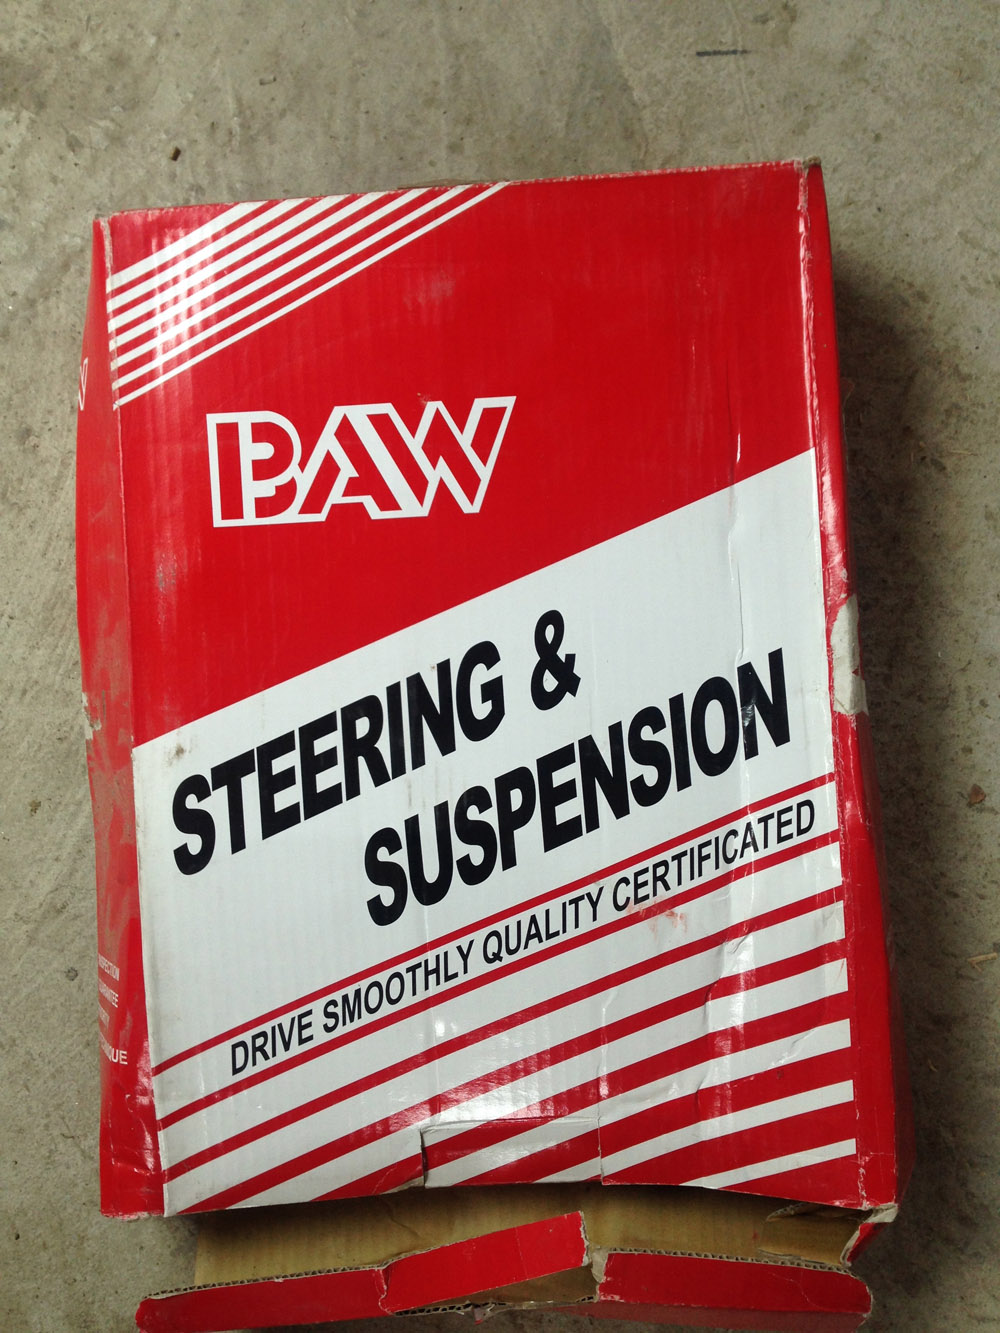 BAW
STEERING &
SUSPENSION
DRIVE SMOOTHLY QUALITY CERTIFICATED